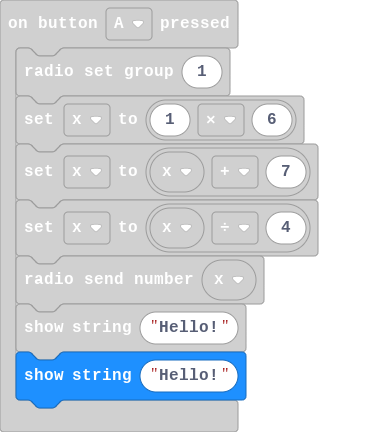 on button A pressed
radio set group 1
set x to 1 × 6
set x to x + 7
set x to x ÷ 4
radio send number x
show string "Hello!"
show string "Hello!"